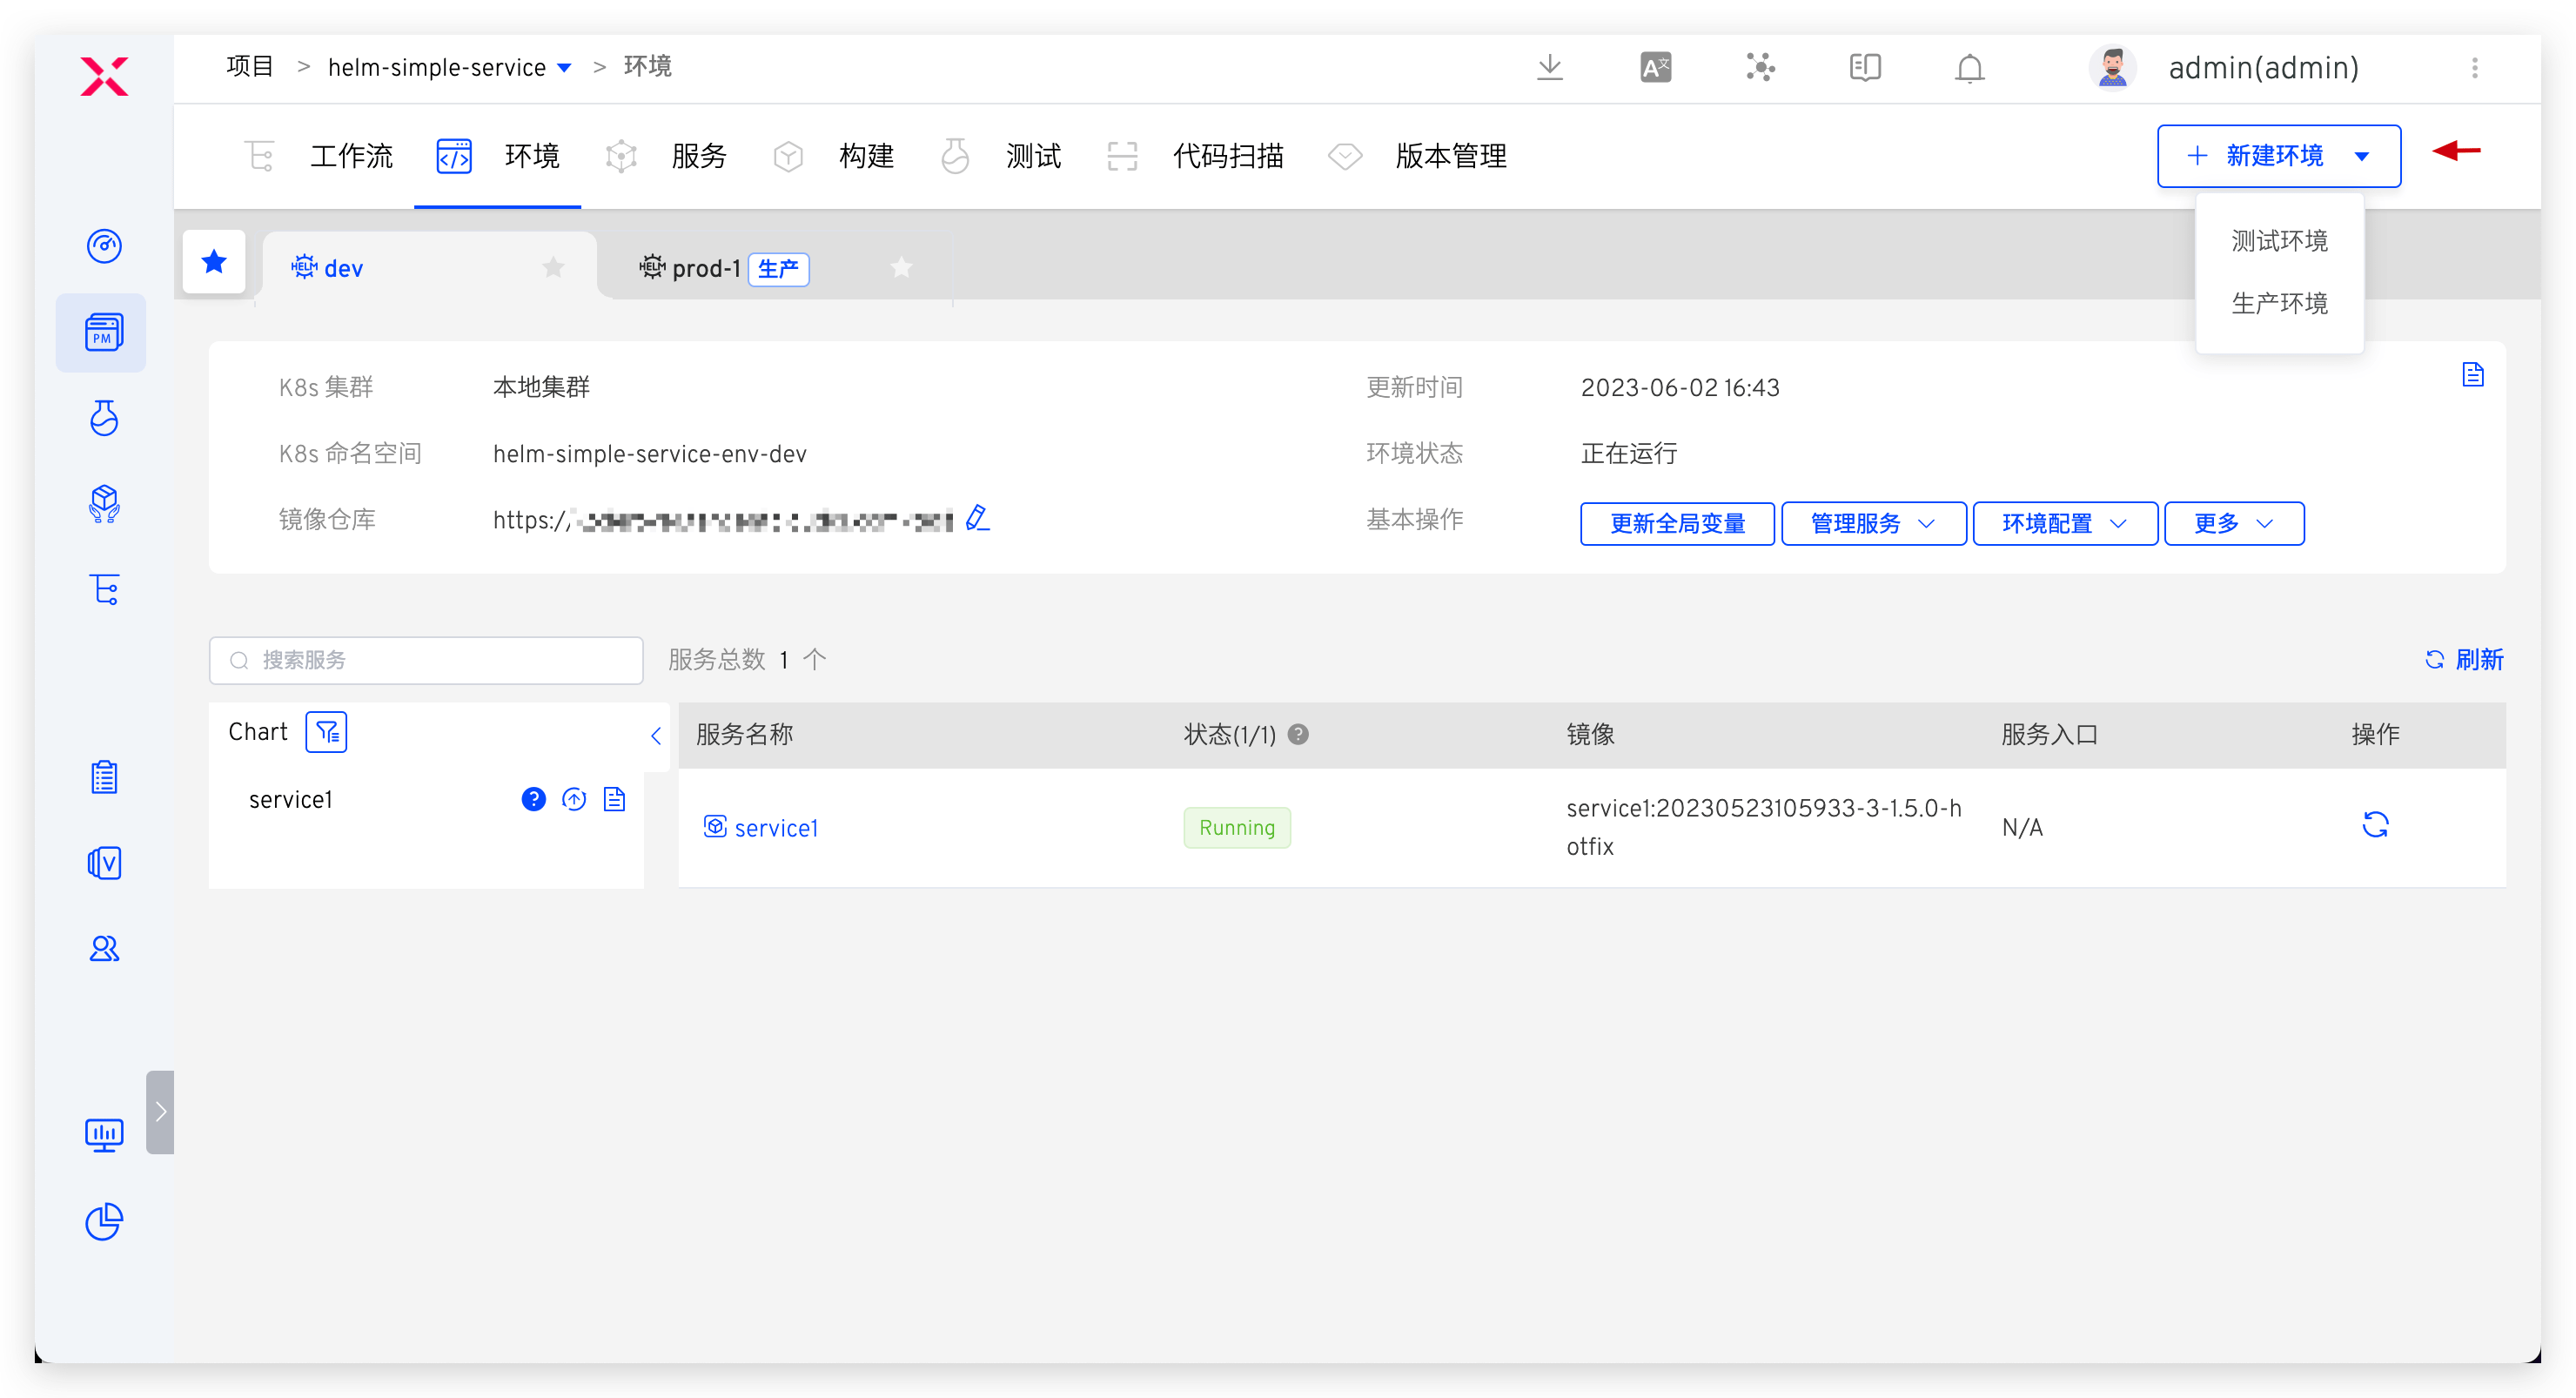 项目 > helm-simple-service > 环境
admin(admin)
工作流 环境 服务 构建 测试 代码扫描 版本管理
+ 新建环境
测试环境
生产环境
HELM dev
HELM prod-1 生产
PM
K8s 集群 本地集群
更新时间 2023-06-02 16:43
K8s 命名空间 helm-simple-service-env-dev
环境状态 正在运行
镜像仓库 https:/
基本操作 更新全局变量 管理服务 环境配置 更多
搜索服务
服务总数 1 个
刷新
Chart
服务名称 状态(1/1) 镜像 服务入口 操作
service1
service1 Running service1:20230523105933-3-1.5.0-h
otfix
N/A
V